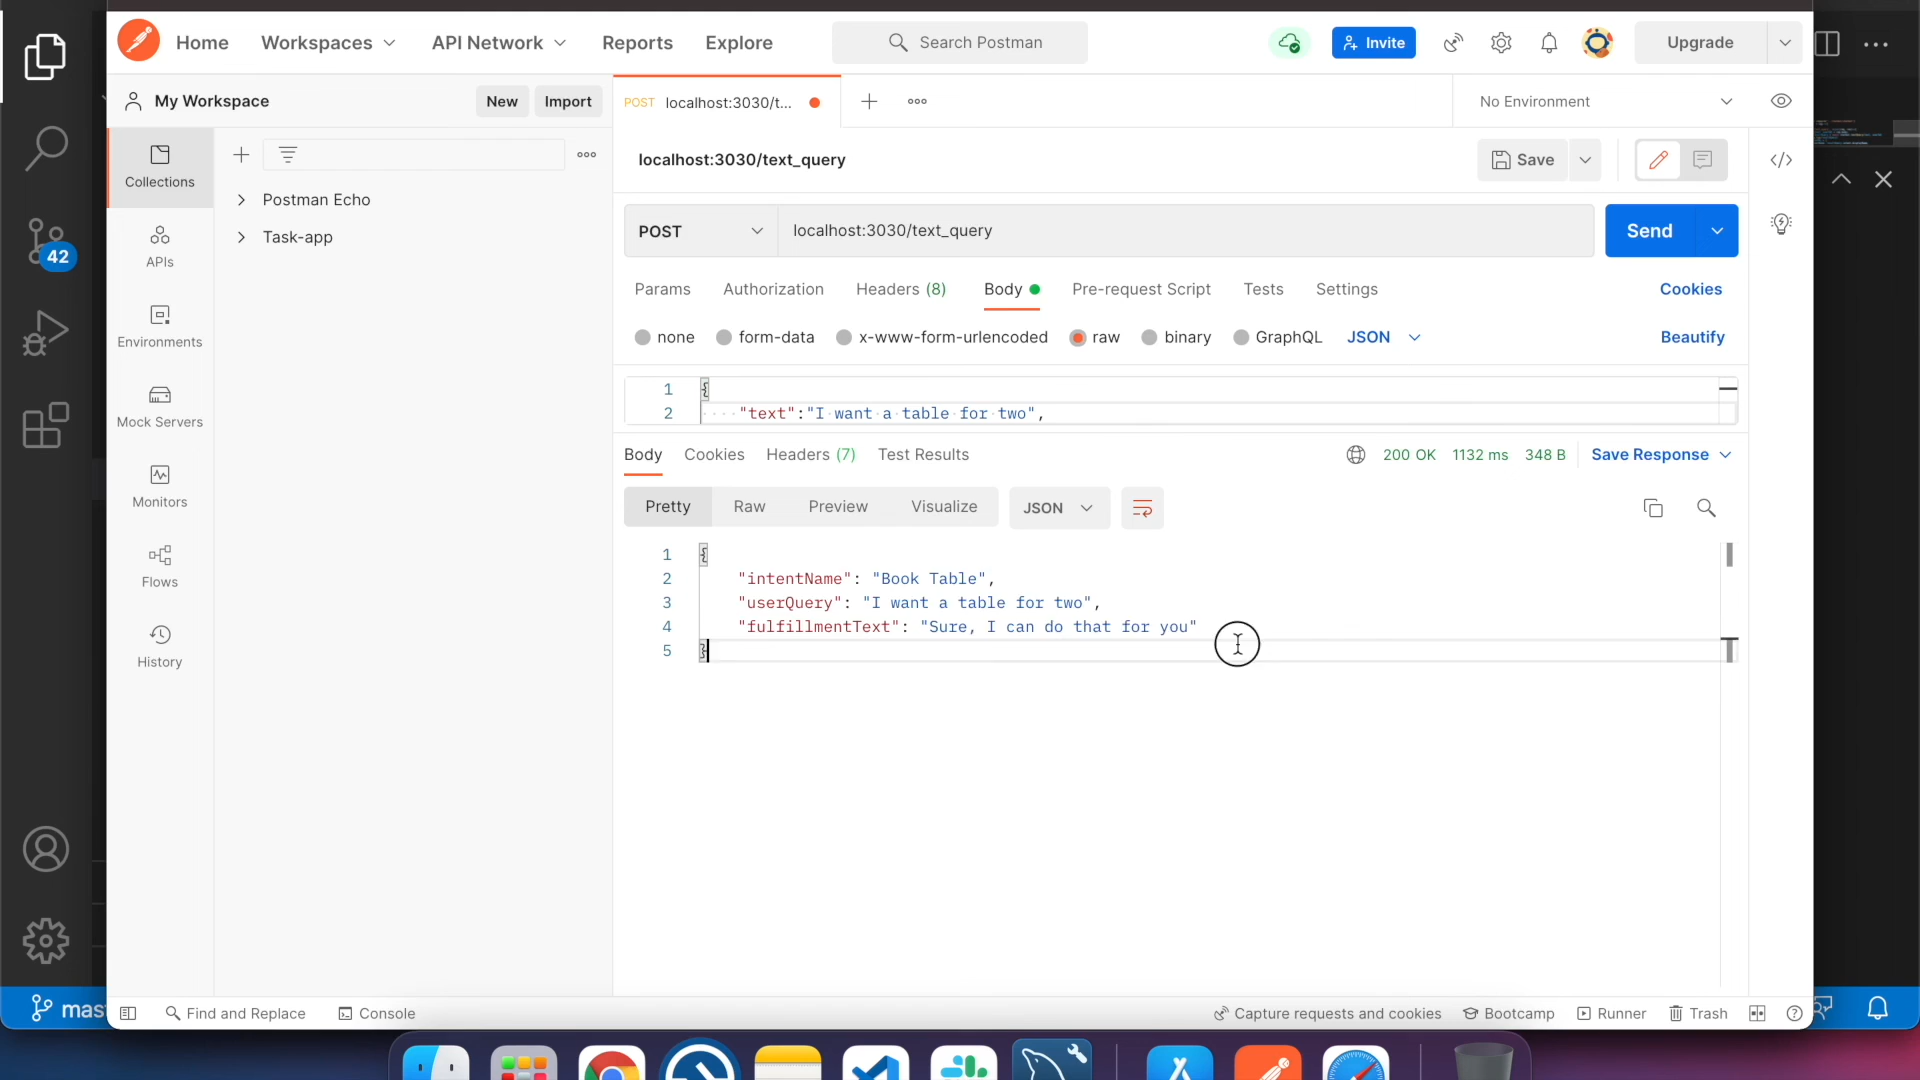 Home Workspaces API Network Reports Explore Search Postman Invite Upgrade
My Workspace New Import POST localhost:3030/t... No Environment
Collections
APIs
Environments
Mock Servers
Monitors
Flows
History
Postman Echo
Task-app
localhost:3030/text_query Save
POST localhost:3030/text_query Send
Params Authorization Headers (8) Body Pre-request Script Tests Settings Cookies
none form-data x-www-form-urlencoded raw binary GraphQL JSON Beautify
1 {
2 "text":"I want a table for two",
Body Cookies Headers (7) Test Results 200 OK 1132 ms 348 B Save Response
Pretty Raw Preview Visualize JSON
1 {
2 "intentName": "Book Table",
3 "userQuery": "I want a table for two",
4 "fulfillmentText": "Sure, I can do that for you"
5 }
42
mast
Find and Replace Console Capture requests and cookies Bootcamp Runner Trash